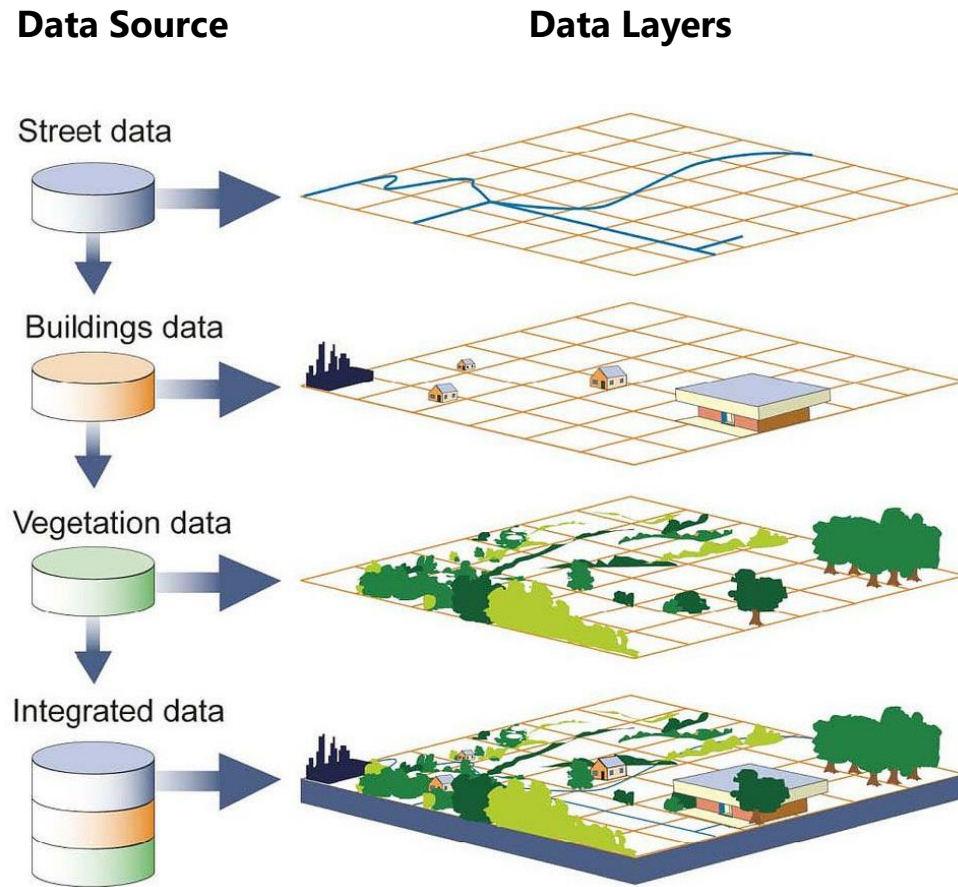 Data Source
Data Layers
Street data
Buildings data
Vegetation data
Integrated data